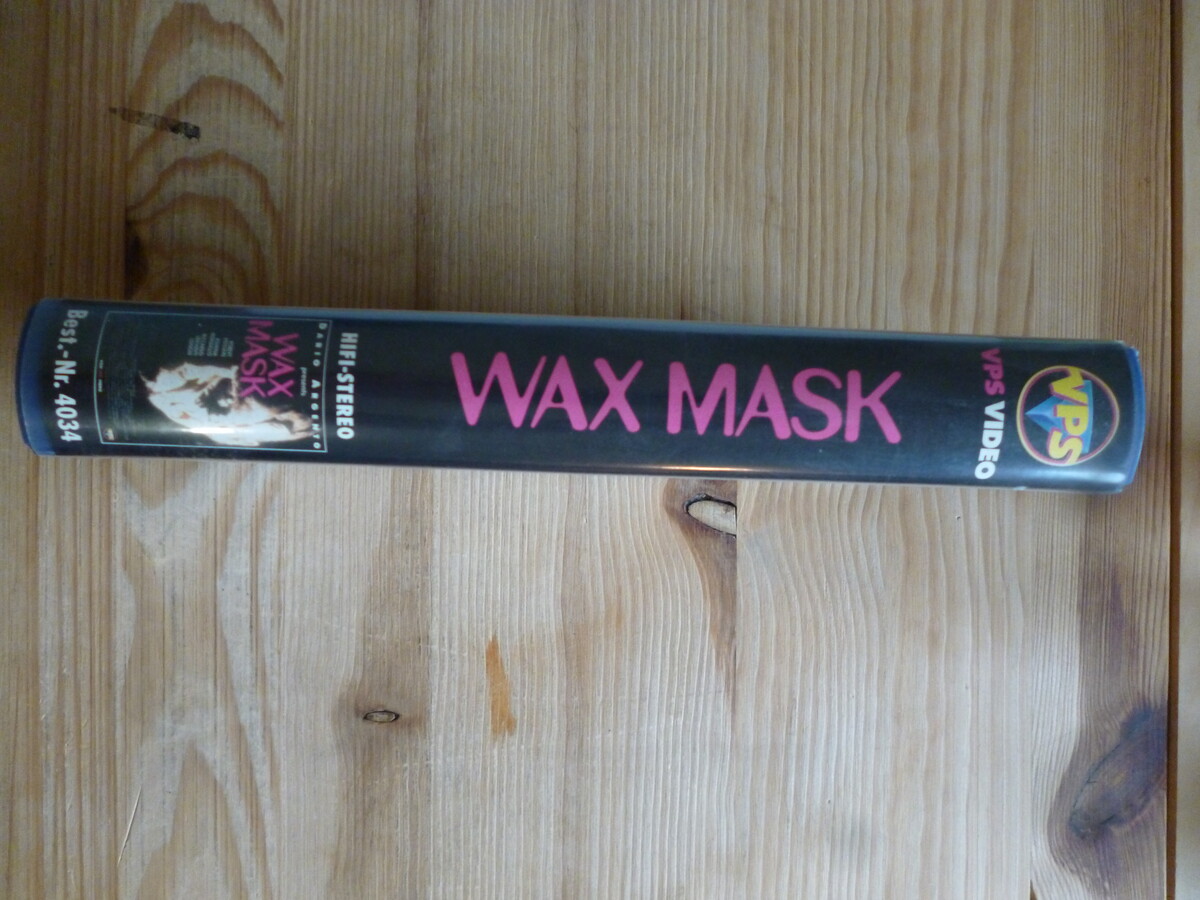 VPS
VPS VIDEO
WAX MASK
HIFI-STEREO
DARIO ARGENTO
presents
WAX
MASK
Best.-Nr. 4034